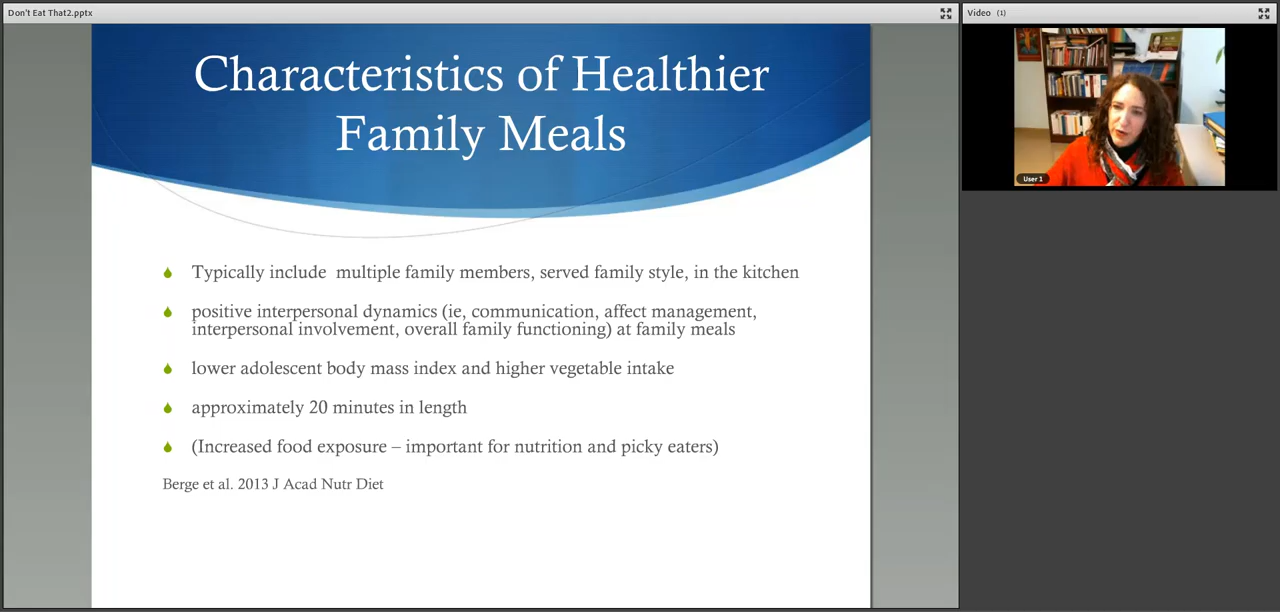 Don't Eat That2.pptx
Video (1)
Characteristics of Healthier
Family Meals
User 1
Typically include  multiple family members, served family style, in the kitchen
positive interpersonal dynamics (ie, communication, affect management,
interpersonal involvement, overall family functioning) at family meals
lower adolescent body mass index and higher vegetable intake
approximately 20 minutes in length
(Increased food exposure – important for nutrition and picky eaters)
Berge et al. 2013 J Acad Nutr Diet